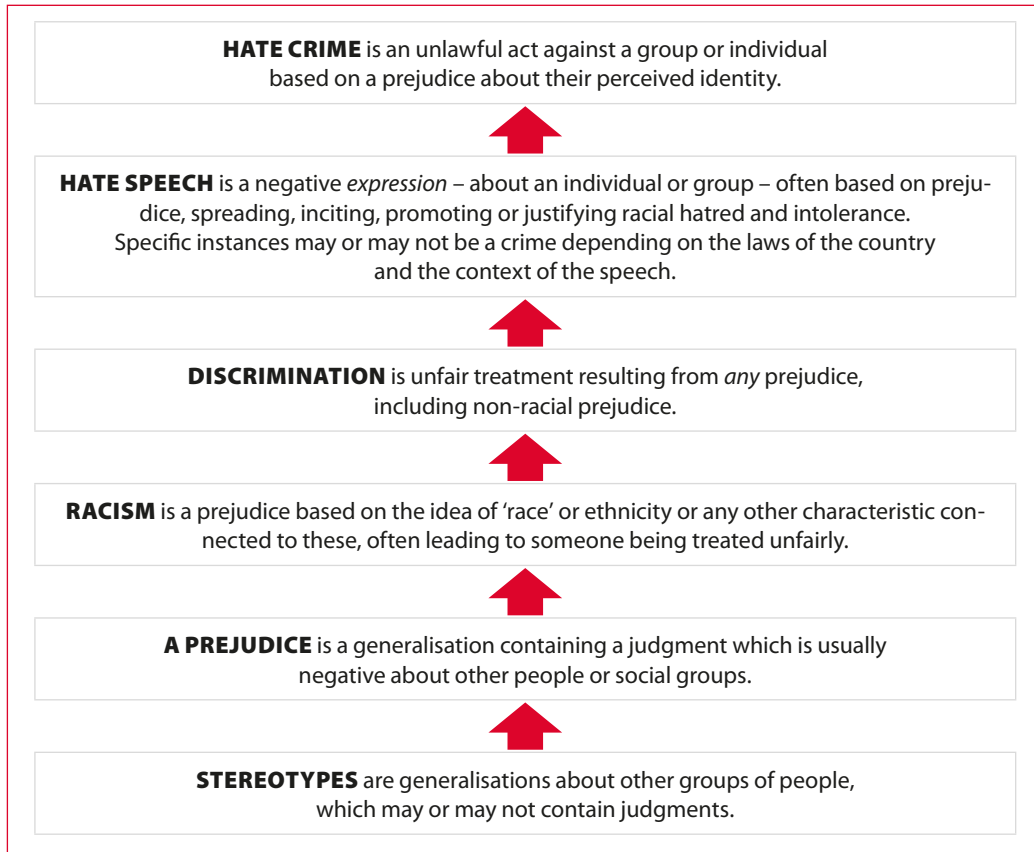 HATE CRIME is an unlawful act against a group or individual
based on a prejudice about their perceived identity.
HATE SPEECH is a negative expression – about an individual or group – often based on preju-
dice, spreading, inciting, promoting or justifying racial hatred and intolerance.
Specific instances may or may not be a crime depending on the laws of the country
and the context of the speech.
DISCRIMINATION is unfair treatment resulting from any prejudice,
including non-racial prejudice.
RACISM is a prejudice based on the idea of ‘race’ or ethnicity or any other characteristic con-
nected to these, often leading to someone being treated unfairly.
A PREJUDICE is a generalisation containing a judgment which is usually
negative about other people or social groups.
STEREOTYPES are generalisations about other groups of people,
which may or may not contain judgments.